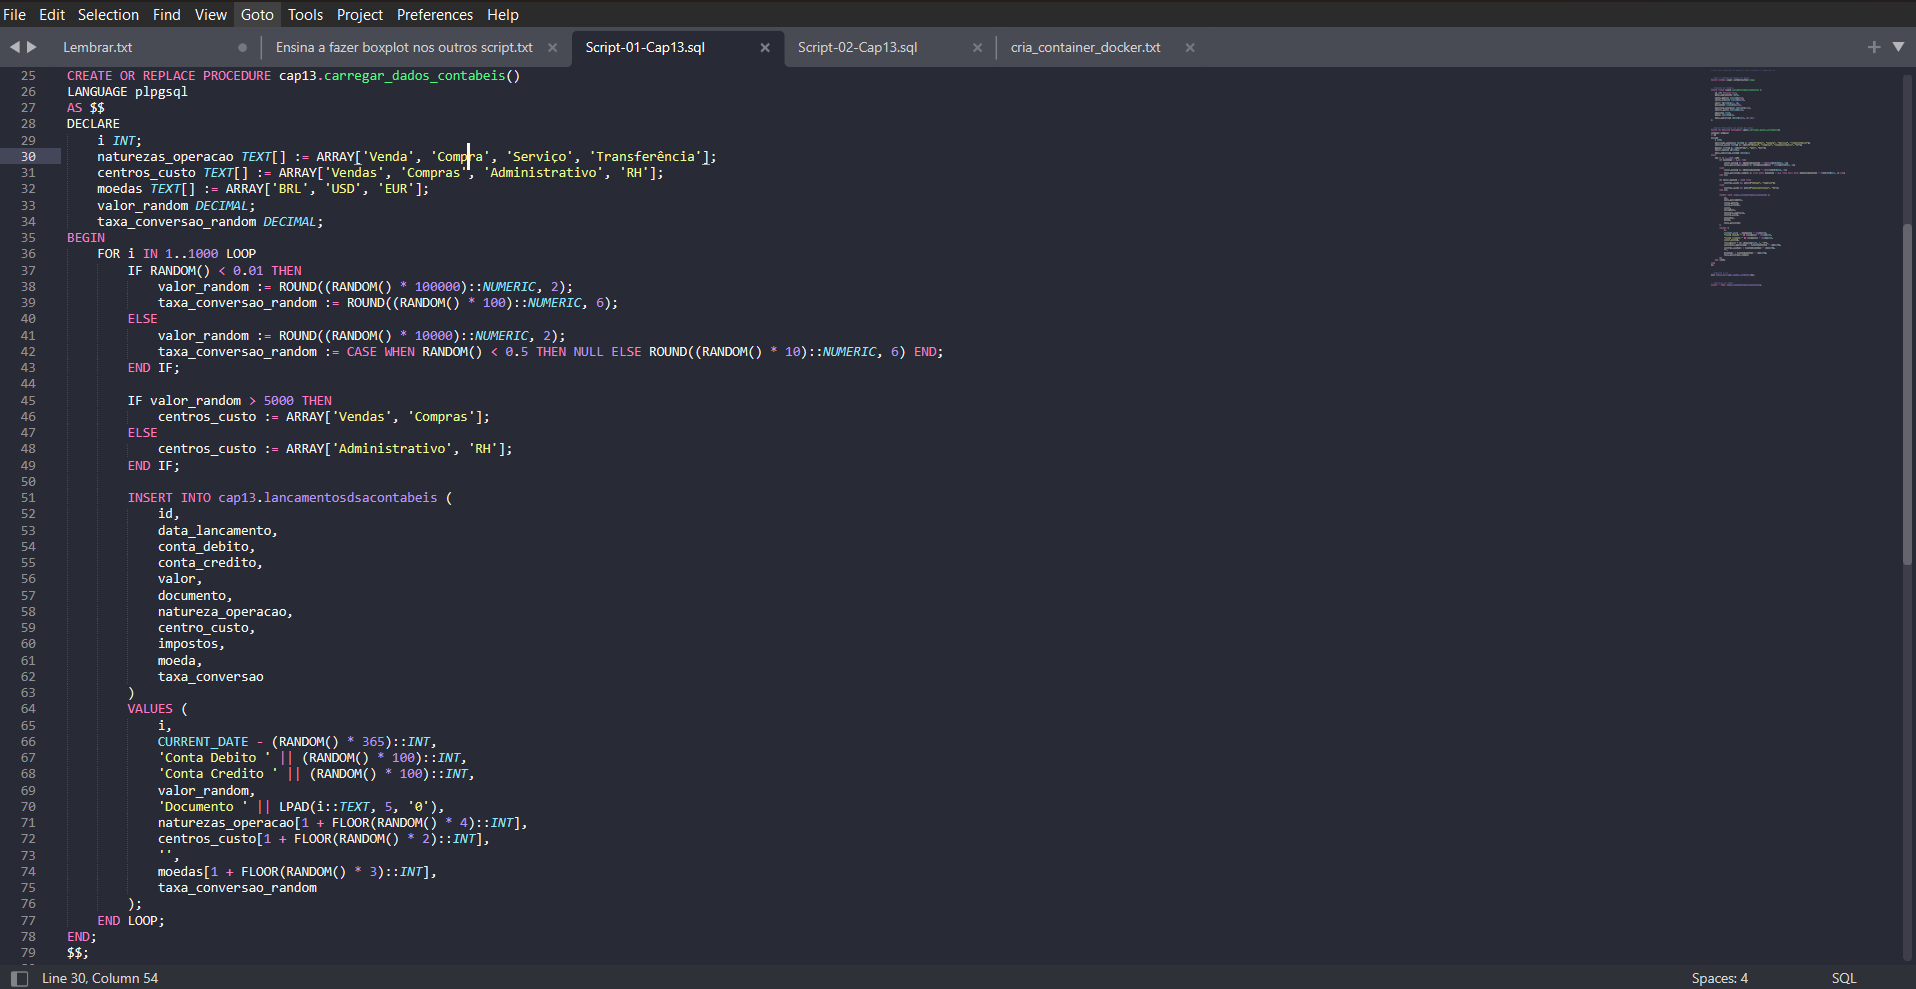 File Edit Selection Find View Goto Tools Project Preferences Help
Lembrar.txt Ensina a fazer boxplot nos outros script.txt Script-01-Cap13.sql Script-02-Cap13.sql cria_container_docker.txt
25 CREATE OR REPLACE PROCEDURE cap13.carregar_dados_contabeis()
26 LANGUAGE plpgsql
27 AS $$
28 DECLARE
29     i INT;
30     naturezas_operacao TEXT[] := ARRAY['Venda', 'Compra', 'Serviço', 'Transferência'];
31     centros_custo TEXT[] := ARRAY['Vendas', 'Compras', 'Administrativo', 'RH'];
32     moedas TEXT[] := ARRAY['BRL', 'USD', 'EUR'];
33     valor_random DECIMAL;
34     taxa_conversao_random DECIMAL;
35 BEGIN
36     FOR i IN 1..1000 LOOP
37         IF RANDOM() < 0.01 THEN
38             valor_random := ROUND((RANDOM() * 100000)::NUMERIC, 2);
39             taxa_conversao_random := ROUND((RANDOM() * 100)::NUMERIC, 6);
40         ELSE
41             valor_random := ROUND((RANDOM() * 10000)::NUMERIC, 2);
42             taxa_conversao_random := CASE WHEN RANDOM() < 0.5 THEN NULL ELSE ROUND((RANDOM() * 10)::NUMERIC, 6) END;
43         END IF;
44
45         IF valor_random > 5000 THEN
46             centros_custo := ARRAY['Vendas', 'Compras'];
47         ELSE
48             centros_custo := ARRAY['Administrativo', 'RH'];
49         END IF;
50
51         INSERT INTO cap13.lancamentosdsacontabeis (
52             id,
53             data_lancamento,
54             conta_debito,
55             conta_credito,
56             valor,
57             documento,
58             natureza_operacao,
59             centro_custo,
60             impostos,
61             moeda,
62             taxa_conversao
63         )
64         VALUES (
65             i,
66             CURRENT_DATE - (RANDOM() * 365)::INT,
67             'Conta Debito ' || (RANDOM() * 100)::INT,
68             'Conta Credito ' || (RANDOM() * 100)::INT,
69             valor_random,
70             'Documento ' || LPAD(i::TEXT, 5, '0'),
71             naturezas_operacao[1 + FLOOR(RANDOM() * 4)::INT],
72             centros_custo[1 + FLOOR(RANDOM() * 2)::INT],
73             '',
74             moedas[1 + FLOOR(RANDOM() * 3)::INT],
75             taxa_conversao_random
76         );
77     END LOOP;
78 END;
79 $$;
Line 30, Column 54 Spaces: 4 SQL